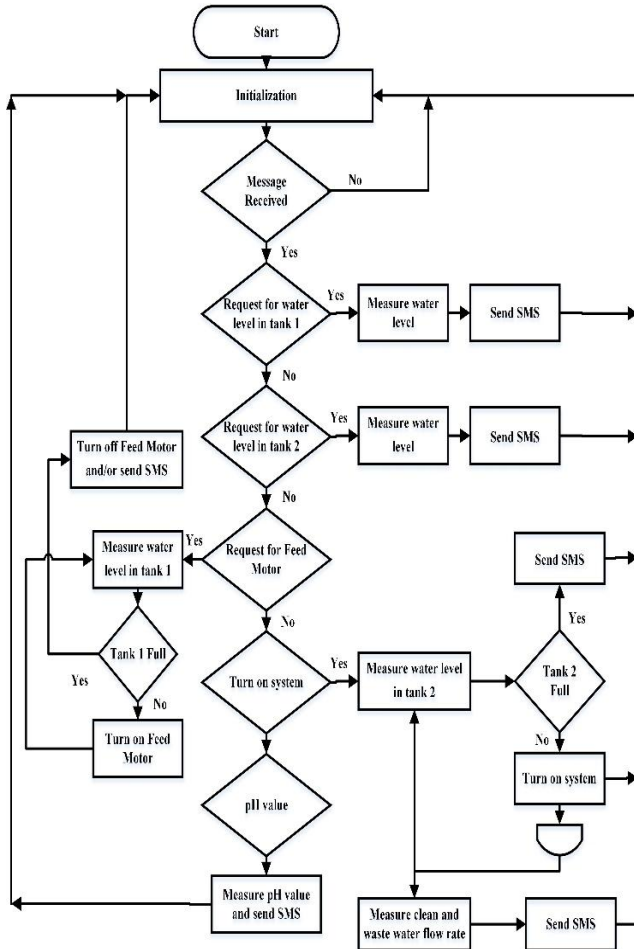 Start
Initialization
Message
Received
No
Yes
Request for water
level in tank 1
Yes
Measure water
level
Send SMS
No
Request for water
level in tank 2
Yes
Measure water
level
Send SMS
Turn off Feed Motor
and/or send SMS
No
Request for Feed
Motor
Yes
Measure water
level in tank 1
Send SMS
No
Yes
Tank 1 Full
Yes
Turn on system
Yes
Measure water level
in tank 2
Tank 2
Full
No
Turn on Feed
Motor
No
Turn on system
pH value
Measure pH value
and send SMS
Measure clean and
waste water flow rate
Send SMS